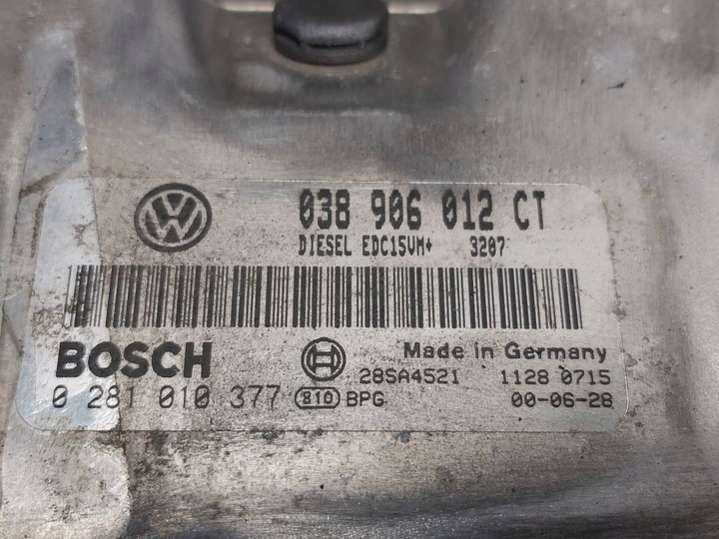 038 906 012 CT
DIESEL EDC15VM+ 3207
BOSCH
Made in Germany
28SA4521 1128 0715
0 281 010 377 810 BPG 00-06-28